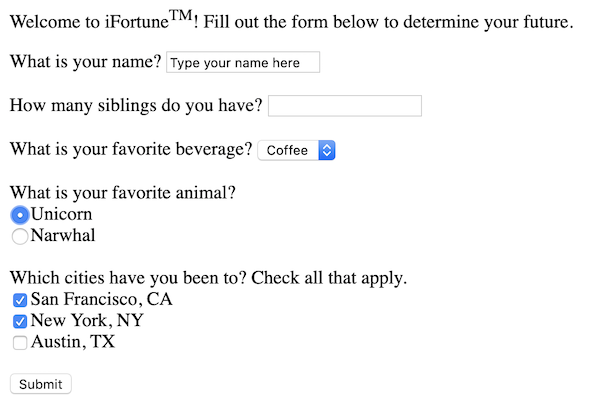 Welcome to iFortune™! Fill out the form below to determine your future.
What is your name? Type your name here
How many siblings do you have?
What is your favorite beverage? Coffee
What is your favorite animal?
Unicorn
Narwhal
Which cities have you been to? Check all that apply.
San Francisco, CA
New York, NY
Austin, TX
Submit